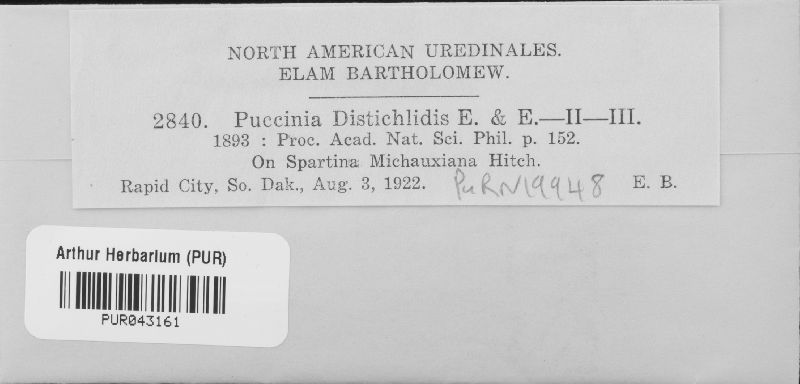 NORTH AMERICAN UREDINALES.
ELAM BARTHOLOMEW.
2840. Puccinia Distichlidis E. & E.—II—III.
1893 : Proc. Acad. Nat. Sci. Phil. p. 152.
On Spartina Michauxiana Hitch.
Rapid City, So. Dak., Aug. 3, 1922. PuRN19948 E. B.
Arthur Herbarium (PUR)
PUR043161